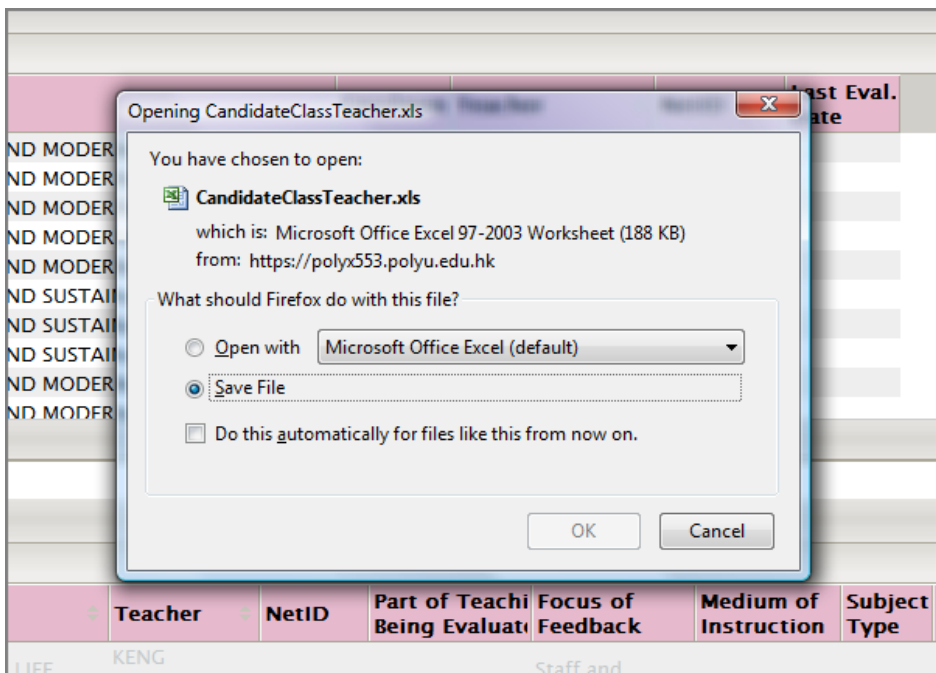 ast Eval.
Opening CandidateClassTeacher.xls
ate
ND MODER
You have chosen to open:
ND MODER
ND MODER
CandidateClassTeacher.xls
ND MODER
which is: Microsoft Office Excel 97-2003 Worksheet (188 KB)
ND MODER
from: https://polyx553.polyu.edu.hk
ND SUSTAI
What should Firefox do with this file?
ND SUSTAI
ND SUSTAI
Open with Microsoft Office Excel (default)
ND MODER
Save File
ND MODER
Do this automatically for files like this from now on.
OK Cancel
Teacher NetID Part of Teachi Focus of Medium of Subject
Being Evaluat Feedback Instruction Type
KENG
LIFE Staff and